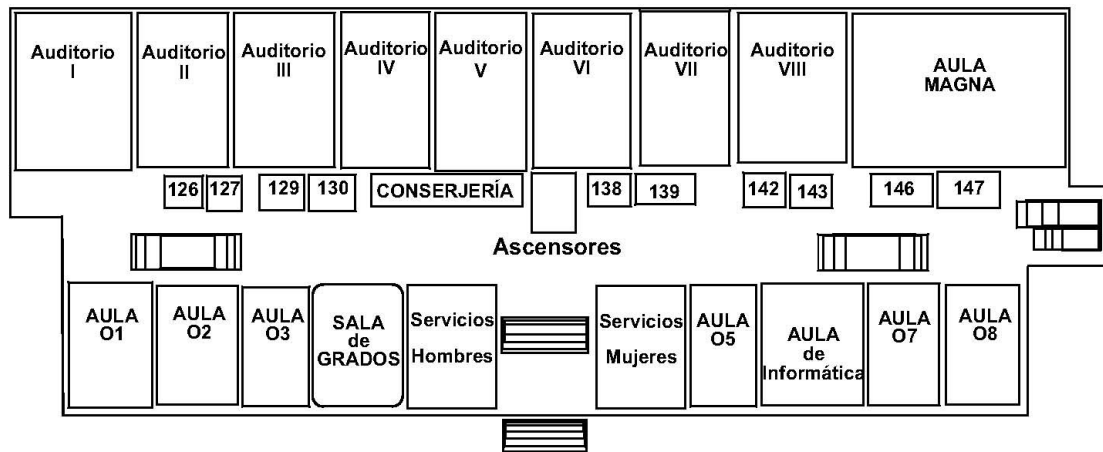 Auditorio
I
Auditorio
II
Auditorio
III
Auditorio
IV
Auditorio
V
Auditorio
VI
Auditorio
VII
Auditorio
VIII
AULA
MAGNA
126
127
129
130
CONSERJERÍA
138
139
142
143
146
147
Ascensores
AULA
O1
AULA
O2
AULA
O3
SALA
de
GRADOS
Servicios
Hombres
Servicios
Mujeres
AULA
O5
AULA
de
Informática
AULA
O7
AULA
O8